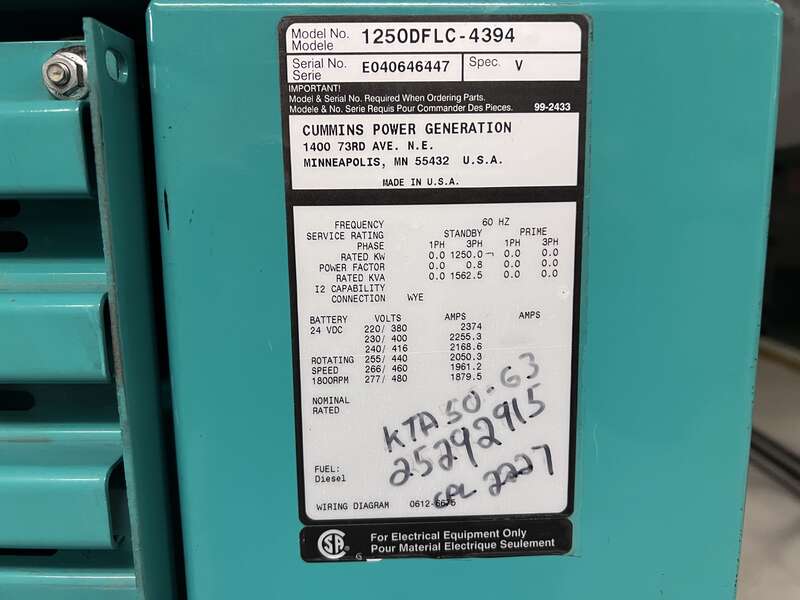 Model No. 1250DFLC-4394
Modele
Serial No. E040646447 Spec. V
Serie
IMPORTANT!
Model & Serial No. Required When Ordering Parts.
Modele & No. Serie Requis Pour Commander Des Pieces. 99-2433
CUMMINS POWER GENERATION
1400 73RD AVE. N.E.
MINNEAPOLIS, MN 55432 U.S.A.
MADE IN U.S.A.
FREQUENCY 60 HZ
SERVICE RATING STANDBY PRIME
PHASE 1PH 3PH 1PH 3PH
RATED KW 0.0 1250.0 0.0 0.0
POWER FACTOR 0.0 0.8 0.0 0.0
RATED KVA 0.0 1562.5 0.0 0.0
I2 CAPABILITY
CONNECTION WYE
BATTERY VOLTS AMPS AMPS
24 VDC 220/ 380 2374
230/ 400 2255.3
240/ 416 2168.6
ROTATING 255/ 440 2050.3
SPEED 266/ 460 1961.2
1800RPM 277/ 480 1879.5
NOMINAL
RATED
KTA 50-G3
25292915
CPL 2227
FUEL:
Diesel
WIRING DIAGRAM 0612-6675
SA For Electrical Equipment Only
G Pour Material Electrique Seulement